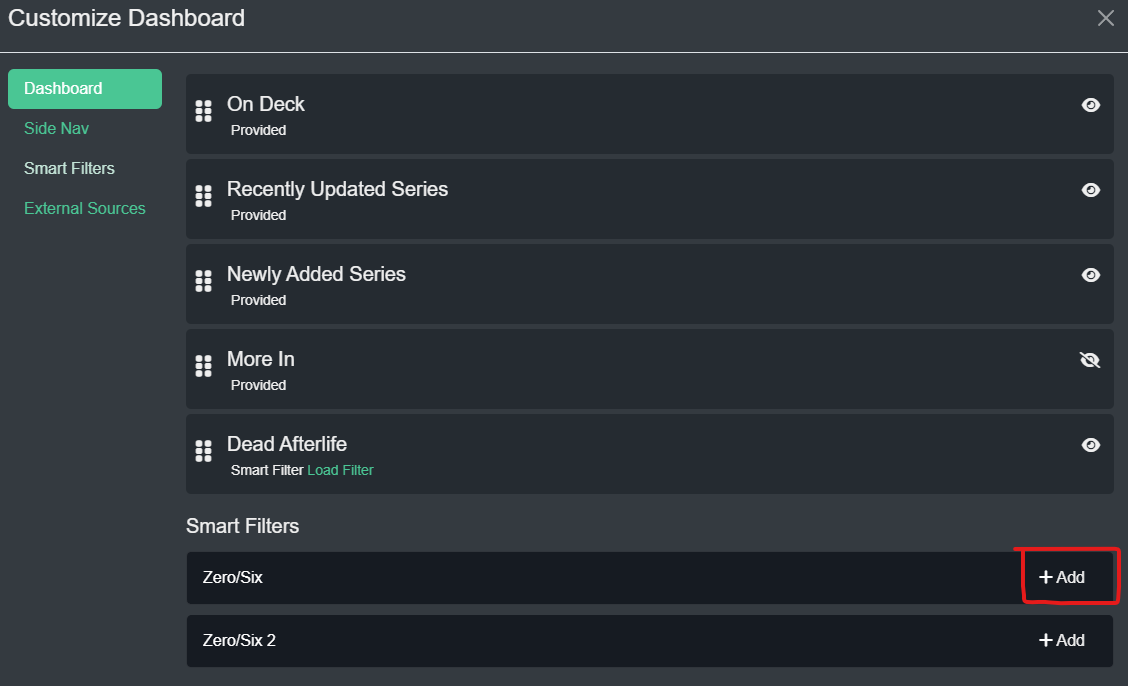 Customize Dashboard
Dashboard
Side Nav
Smart Filters
External Sources
On Deck
Provided
Recently Updated Series
Provided
Newly Added Series
Provided
More In
Provided
Dead Afterlife
Smart Filter Load Filter
Smart Filters
Zero/Six
+ Add
Zero/Six 2
+ Add